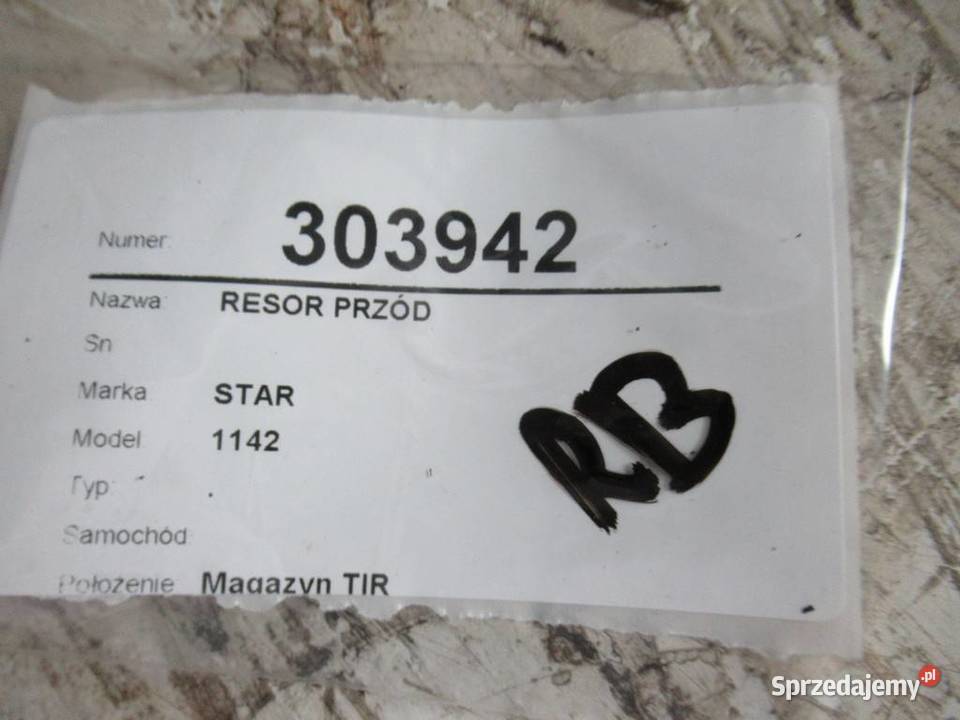 Numer: 303942
Nazwa: RESOR PRZÓD
Sn
Marka STAR
Model 1142
Typ:
Samochód
Położenie Magazyn TIR
RB
Sprzedajemy.pl